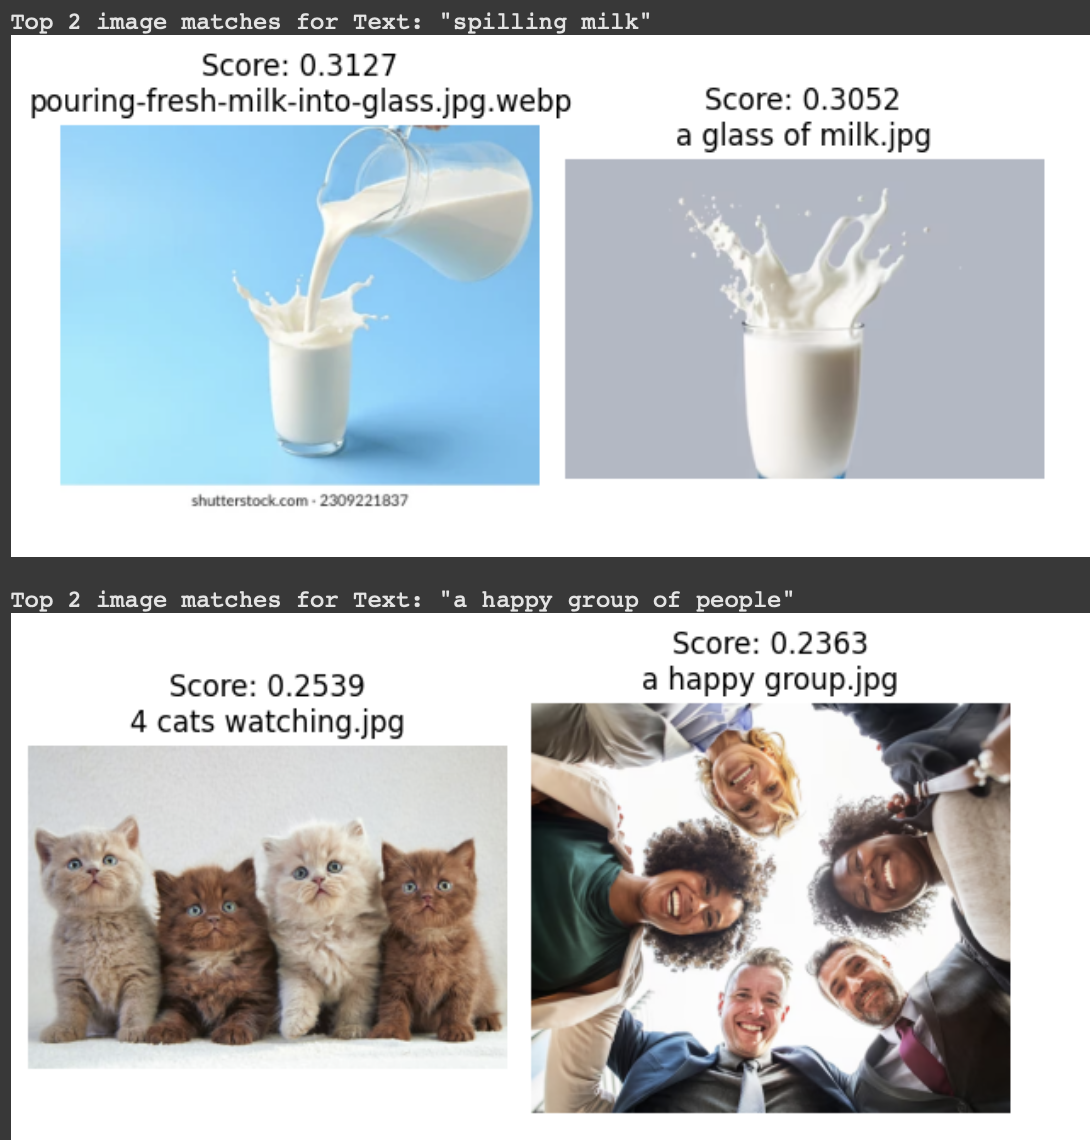 Top 2 image matches for Text: "spilling milk"
Score: 0.3127
pouring-fresh-milk-into-glass.jpg.webp
Score: 0.3052
a glass of milk.jpg
shutterstock.com · 2309221837
Top 2 image matches for Text: "a happy group of people"
Score: 0.2539
4 cats watching.jpg
Score: 0.2363
a happy group.jpg